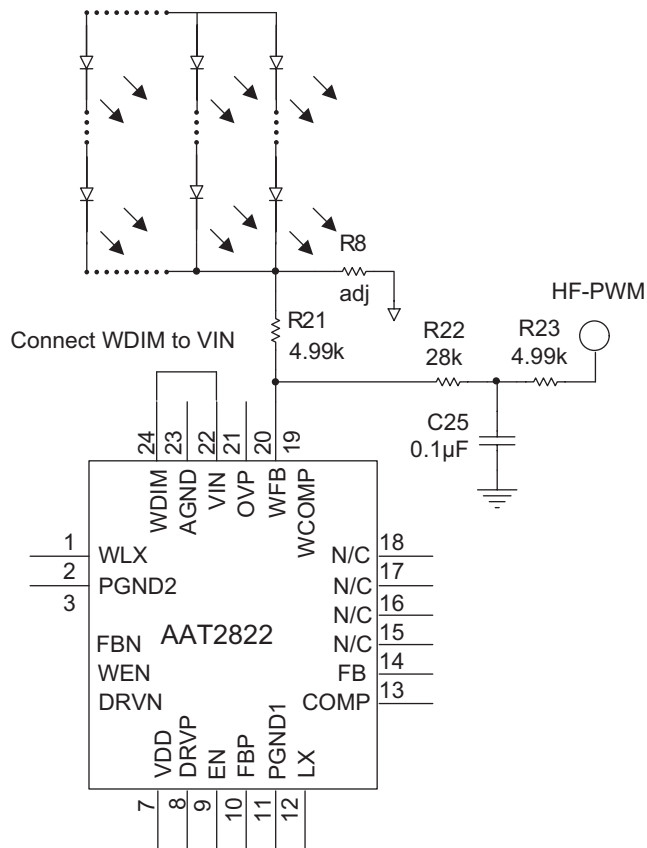 R8
adj
HF-PWM
R21
4.99k
R22
28k
R23
4.99k
Connect WDIM to VIN
C25
0.1µF
24
23
22
21
20
19
WDIM
AGND
VIN
OVP
WFB
WCOMP
1
WLX
2
PGND2
3
FBN
WEN
DRVN
AAT2822
N/C
18
N/C
17
N/C
16
N/C
15
FB
14
COMP
13
VDD
DRVP
EN
FBP
PGND1
LX
7
8
9
10
11
12